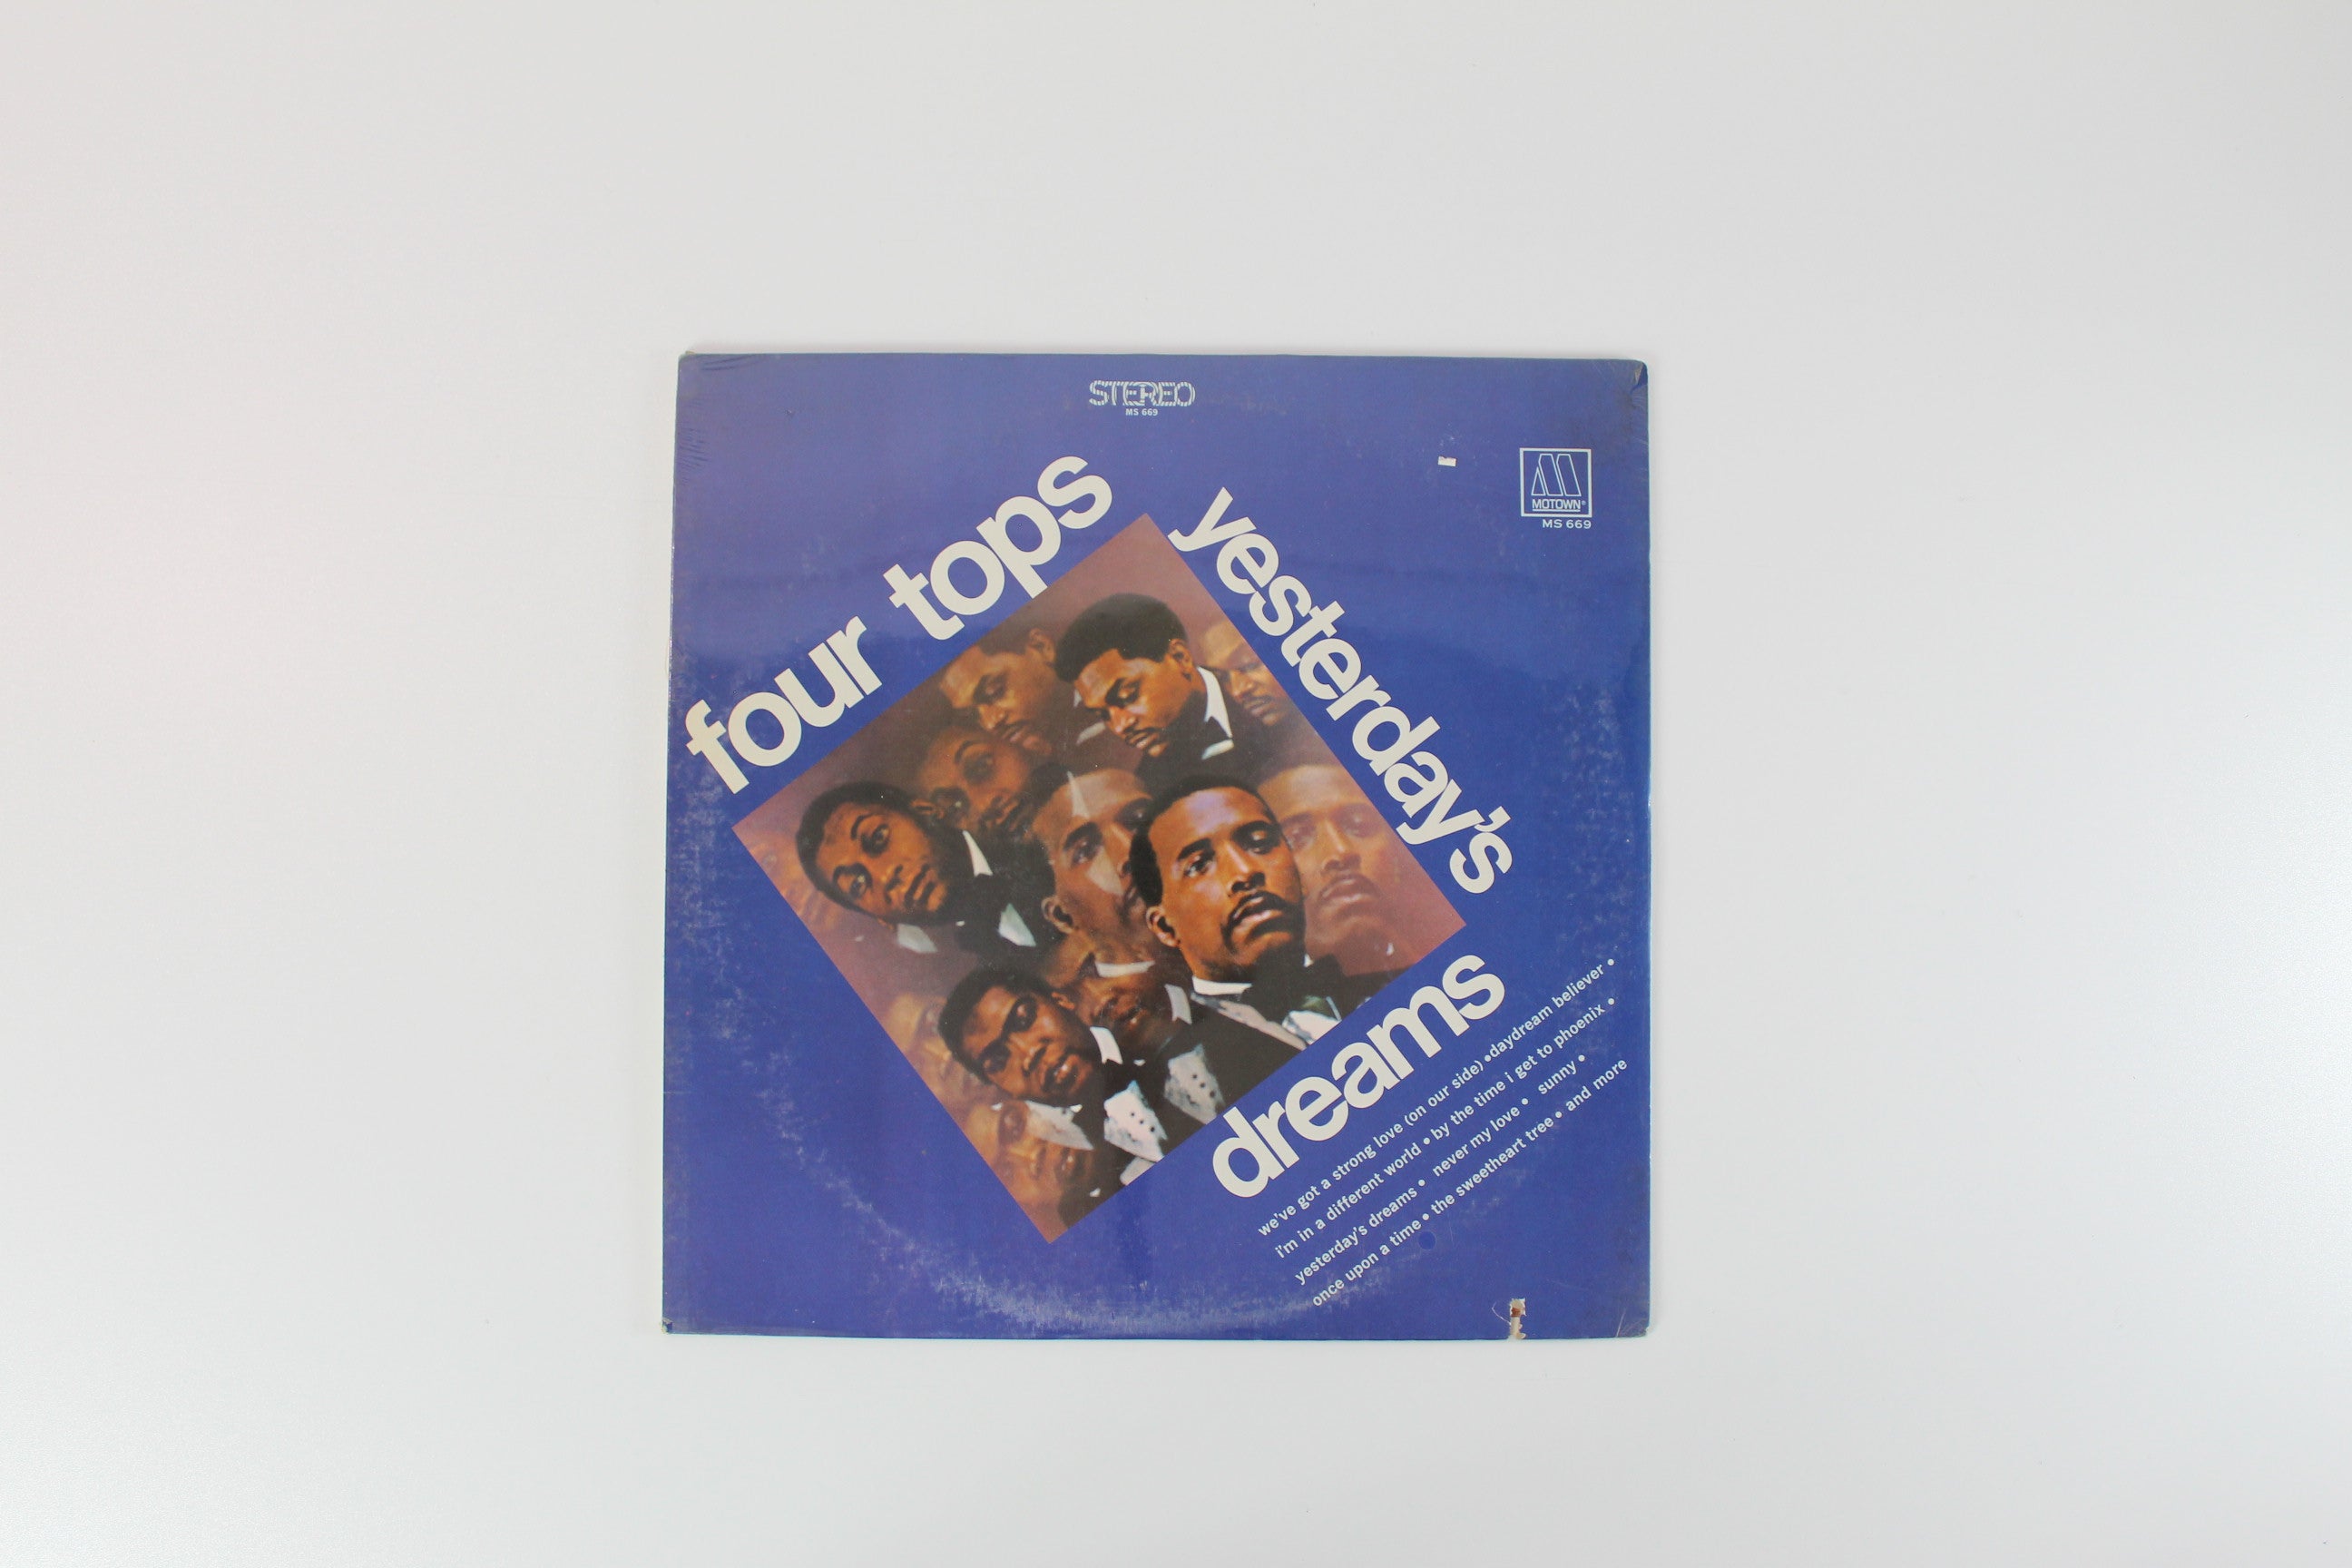 STEREO
MS 669
MOTOWN®
MS 669
four tops
yesterday's
dreams
we've got a strong love (on our side) • daydream believer •
i'm in a different world • by the time i get to phoenix •
yesterday's dreams • never my love • sunny •
once upon a time • the sweetheart tree • and more